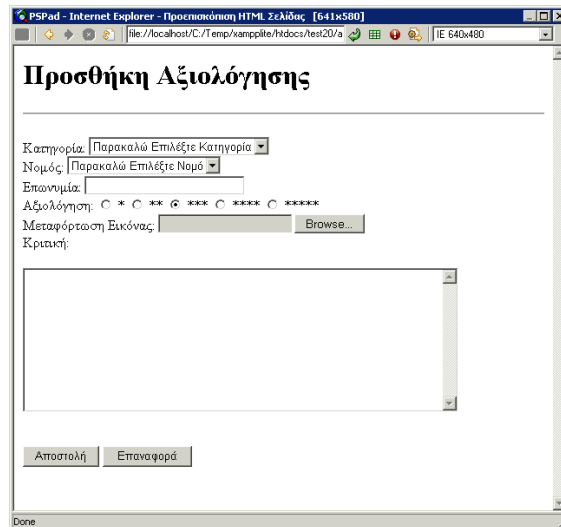 PSPad - Internet Explorer - Προεπισκόπιση HTML Σελίδας [641x580]
file://localhost/C:/Temp/xampplite/htdocs/test20/a
IE 640x480
Προσθήκη Αξιολόγησης
Κατηγορία: Παρακαλώ Επιλέξτε Κατηγορία
Νομός: Παρακαλώ Επιλέξτε Νομό
Επωνυμία:
Αξιολόγηση: * ** *** **** *****
Μεταφόρτωση Εικόνας: Browse...
Κριτική:
Αποστολή Επαναφορά
Done